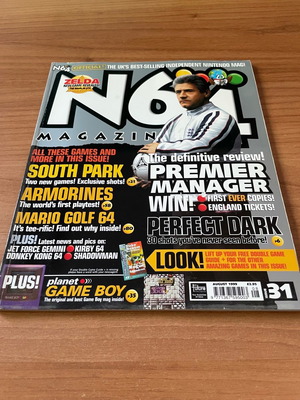 THE UK'S BEST-SELLING INDEPENDENT NINTENDO MAG!
ZELDA
N64
MAGAZINE
ALL THESE GAMES AND
MORE IN THIS ISSUE!
SOUTH PARK
Two new games! Exclusive shots!
ARMORINES
The world's first playtest!
MARIO GOLF 64
It's tee-rific! Find out why inside!
PLUS! Latest news and pics on:
JET FORCE GEMINI KIRBY 64
DONKEY KONG 64 SHADOWMAN
The definitive review!
PREMIER
MANAGER
WIN! FIRST EVER COPIES!
ENGLAND TICKETS!
PERFECT DARK
30 shots you've never seen before!
LOOK! LIFT UP YOUR FREE DOUBLE GAME
GUIDE FOR THE OTHER
AMAZING GAMES IN THIS ISSUE!
PLUS!
planet
GAME BOY
The original and best Game Boy mag inside!
AUGUST 1999
31